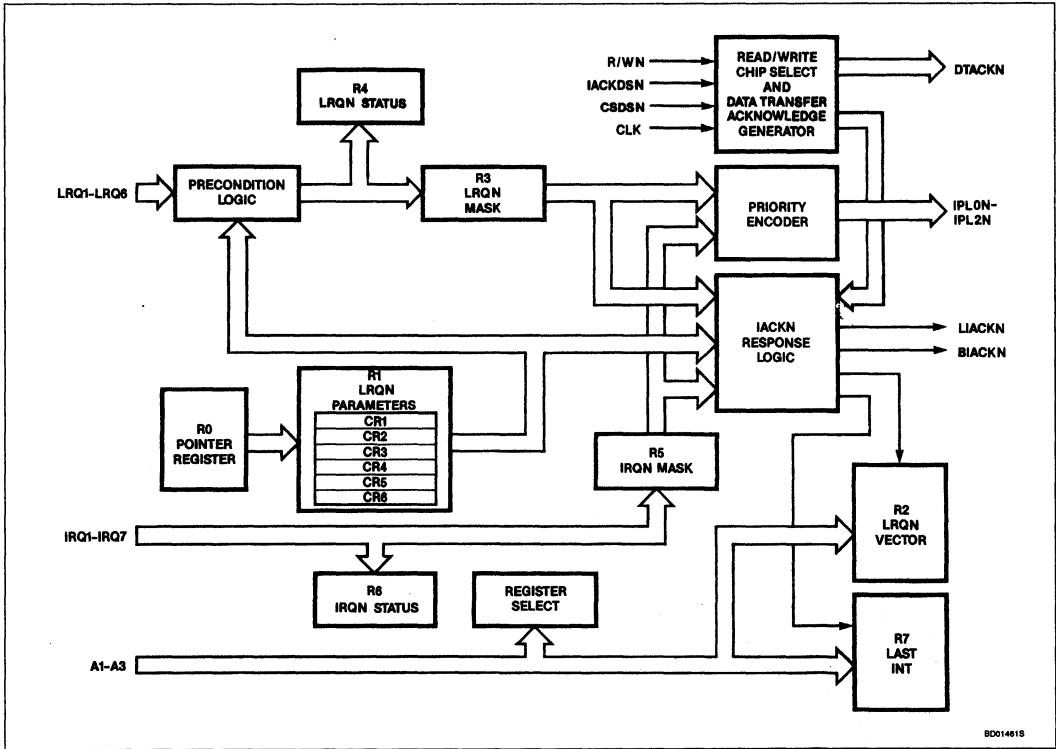 R/WN
IACKDSN
CSDSN
CLK
READ/WRITE
CHIP SELECT
AND
DATA TRANSFER
ACKNOWLEDGE
GENERATOR
DTACKN
R4
LRQN STATUS
LRQ1-LRQ6
PRECONDITION
LOGIC
R3
LRQN
MASK
PRIORITY
ENCODER
IPL0N-
IPL2N
IACKN
RESPONSE
LOGIC
LIACKN
BIACKN
R0
POINTER
REGISTER
R1
LRQN
PARAMETERS
CR1
CR2
CR3
CR4
CR5
CR6
R5
IRQN MASK
IRQ1-IRQ7
R6
IRQN STATUS
REGISTER
SELECT
R2
LRQN
VECTOR
A1-A3
R7
LAST
INT
BD01461S